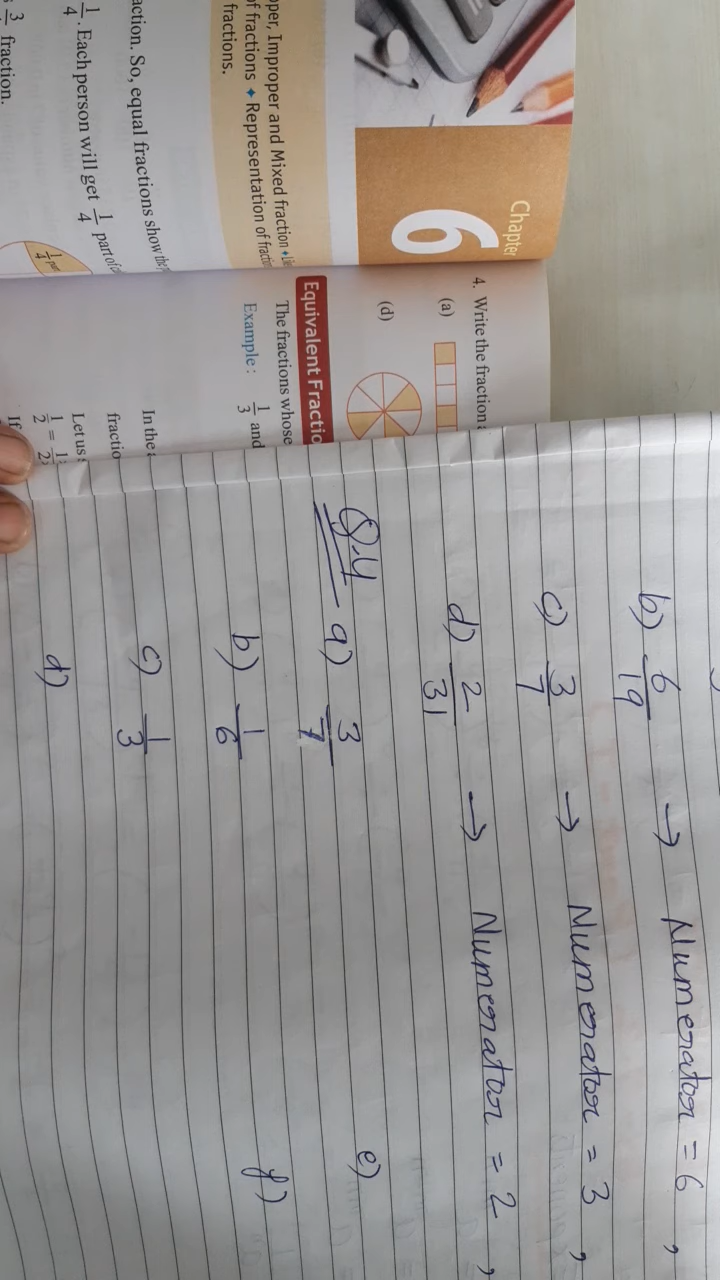 Chapter
6
per, Improper and Mixed fraction
of fractions ✦ Representation of
fractions.
action. So, equal fractions show
1/4. Each person will get 1/4 part of
1/4
3/ fraction.
4. Write the fraction
(a)
(d)
Equivalent Fractio
The fractions whose
Example : 1/3 and
In the
fractio
Let us
1/2 =
If
b) 6/19 → Numerator = 6 ,
c) 3/7 → Numerator = 3 ,
d) 2/31 → Numerator = 2 ,
Q.4 a) 3/7 e)
b) 1/6 f)
c) 1/3
d)